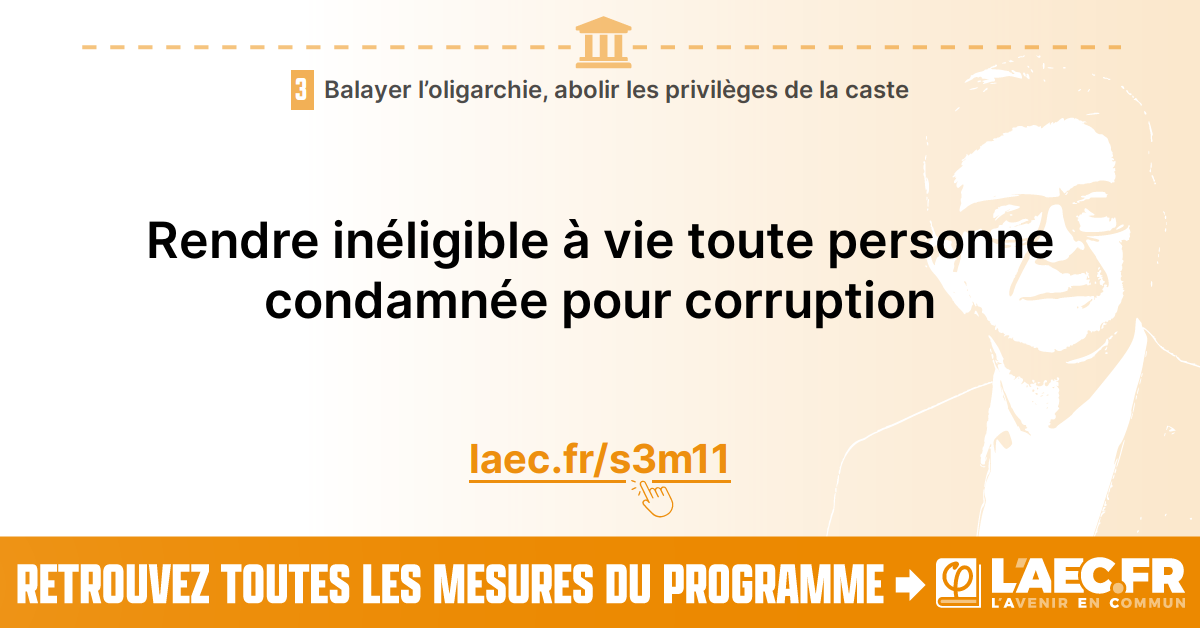 3 Balayer l’oligarchie, abolir les privilèges de la caste
Rendre inéligible à vie toute personne
condamnée pour corruption
laec.fr/s3m11
RETROUVEZ TOUTES LES MESURES DU PROGRAMME
φ L'AEC.FR
L'AVENIR EN COMMUN